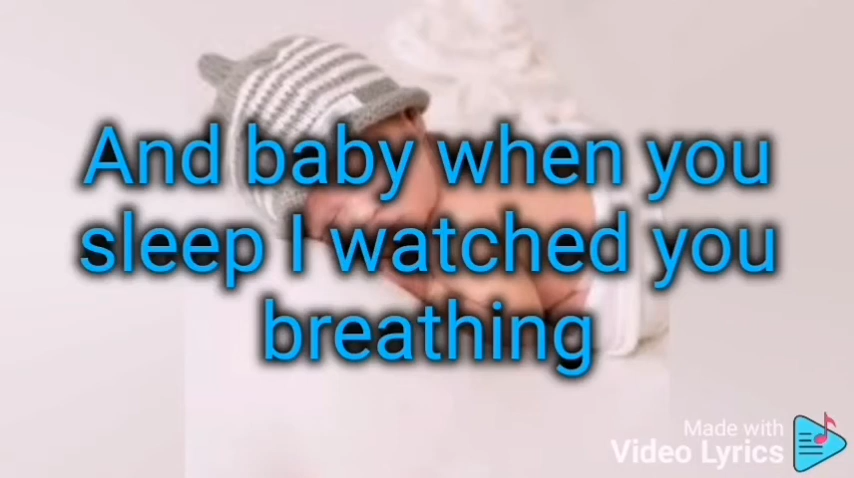 And baby when you
sleep I watched you
breathing
Made with
Video Lyrics